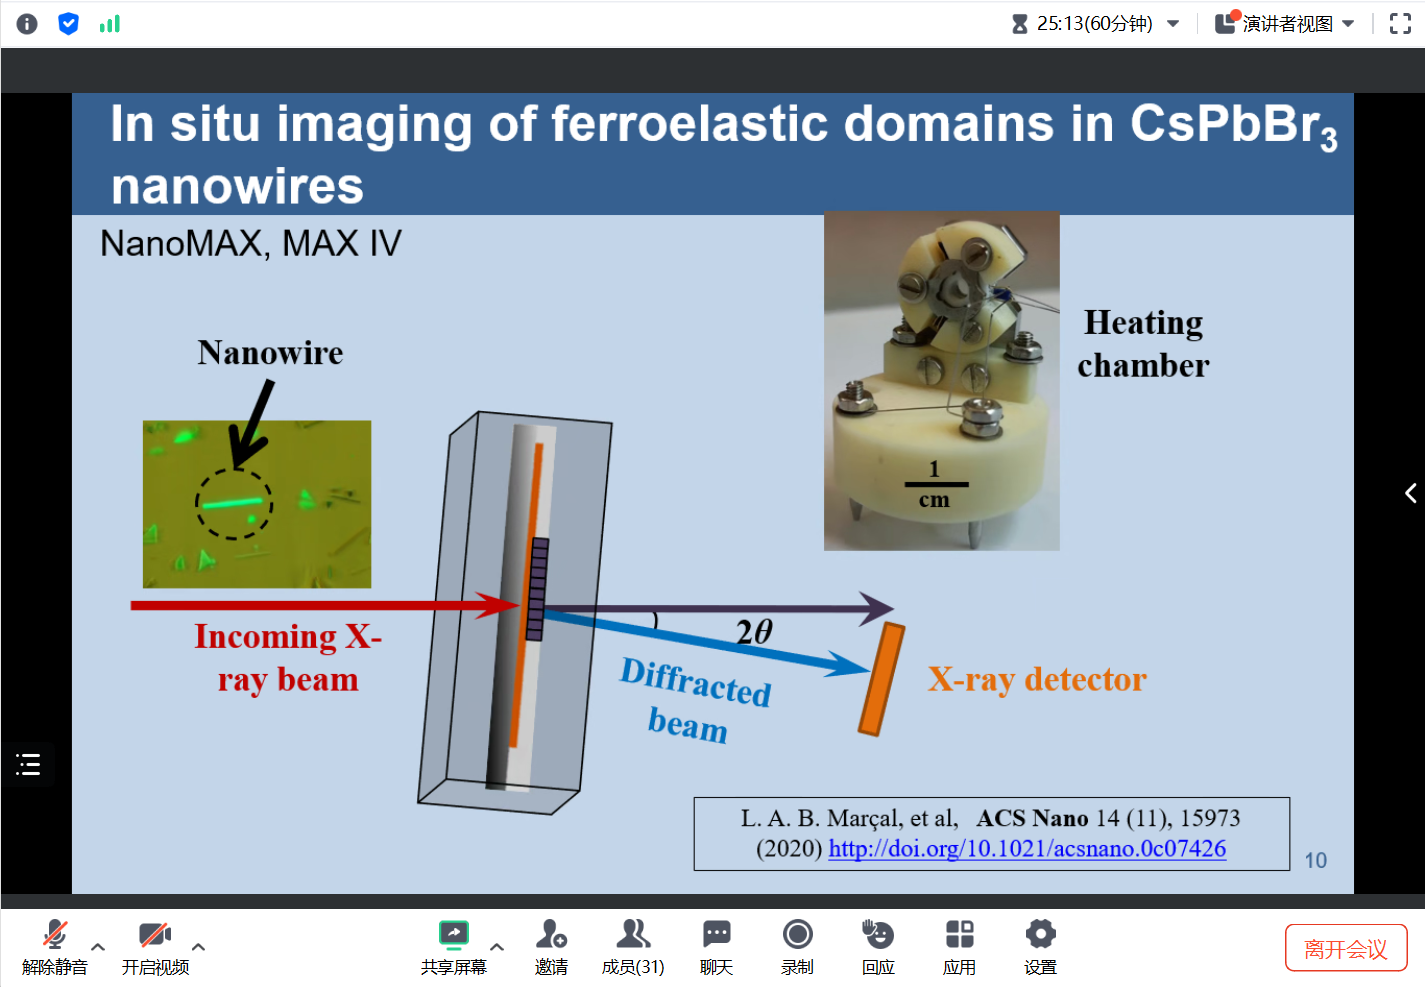 25:13(60分钟)
演讲者视图
In situ imaging of ferroelastic domains in CsPbBr₃
nanowires
NanoMAX, MAX IV
Nanowire
Heating
chamber
1
cm
Incoming X-
ray beam
2θ
Diffracted
beam
X-ray detector
L. A. B. Marçal, et al, ACS Nano 14 (11), 15973
(2020) http://doi.org/10.1021/acsnano.0c07426
10
解除静音
开启视频
共享屏幕
邀请
成员(31)
聊天
录制
回应
应用
设置
离开会议